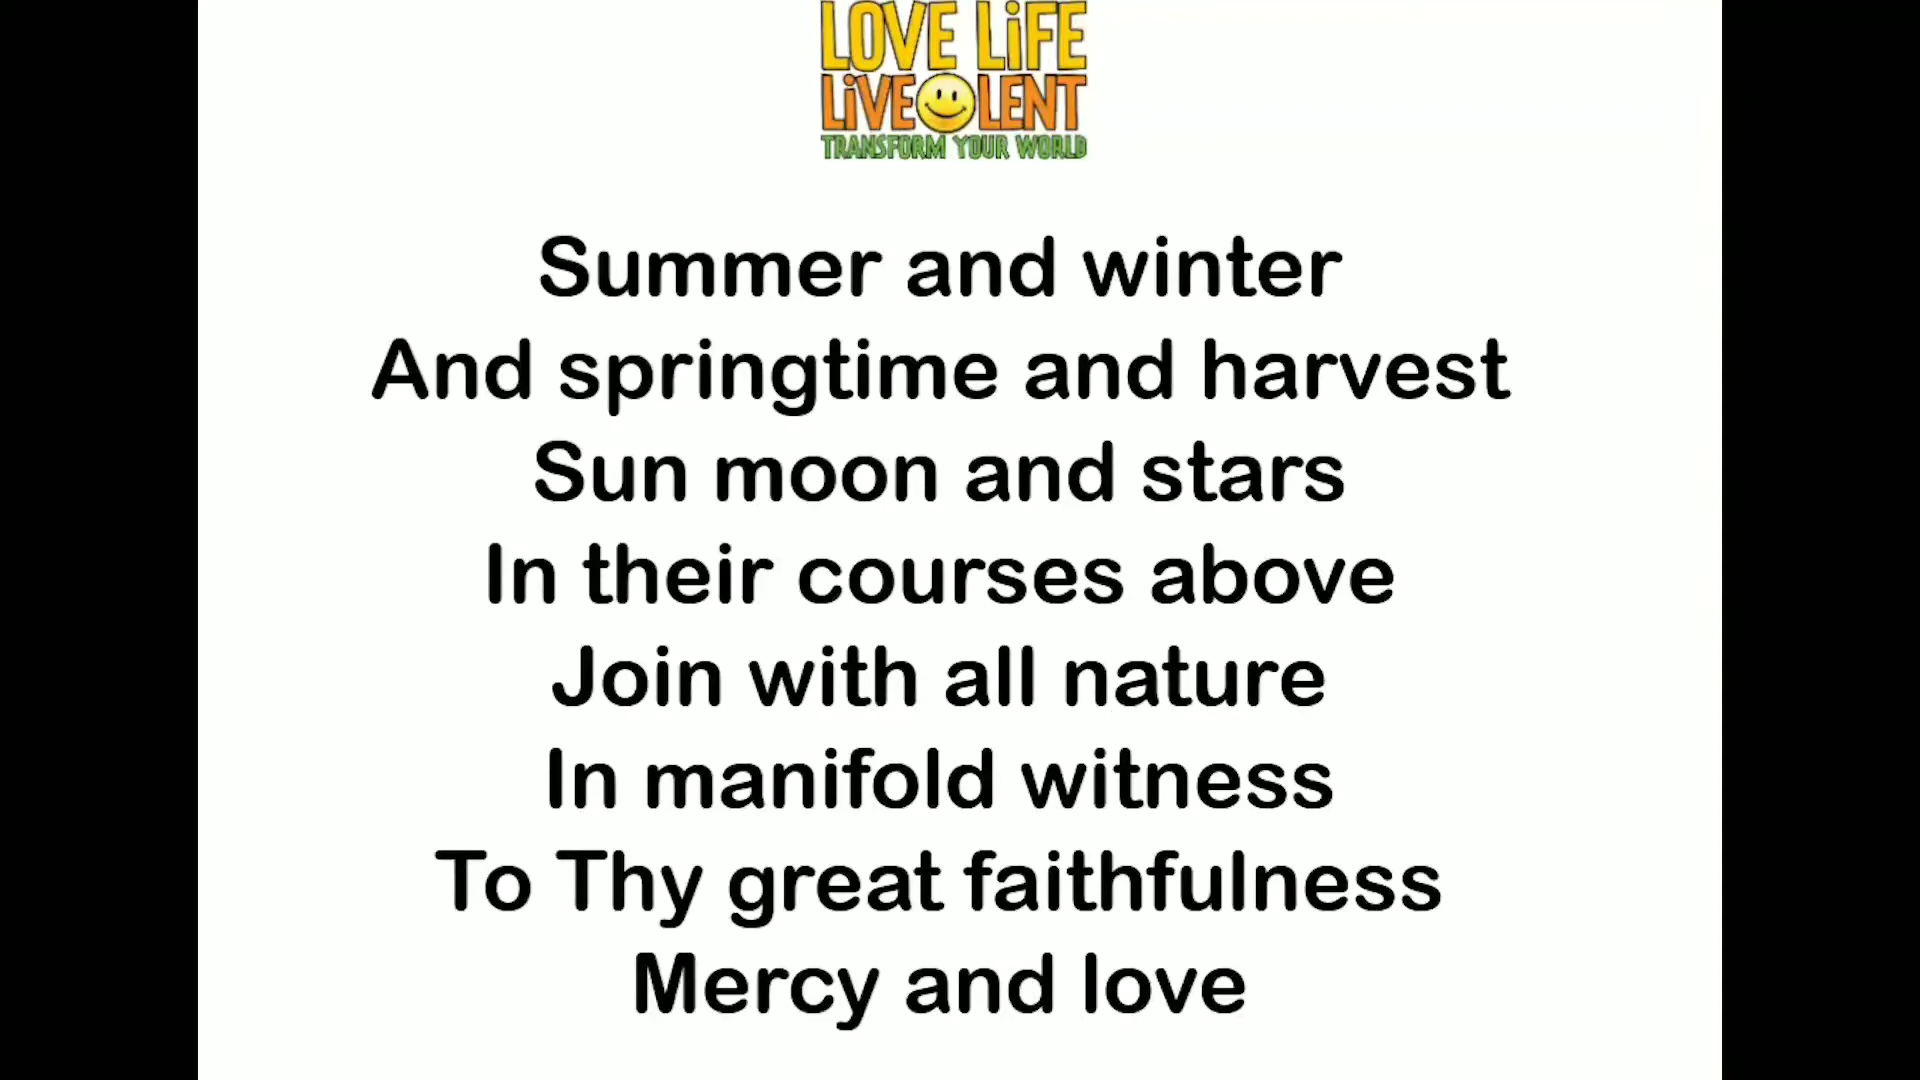 LOVE LiFE
LiVE LENT
TRANSFORM YOUR WORLD
Summer and winter
And springtime and harvest
Sun moon and stars
In their courses above
Join with all nature
In manifold witness
To Thy great faithfulness
Mercy and love